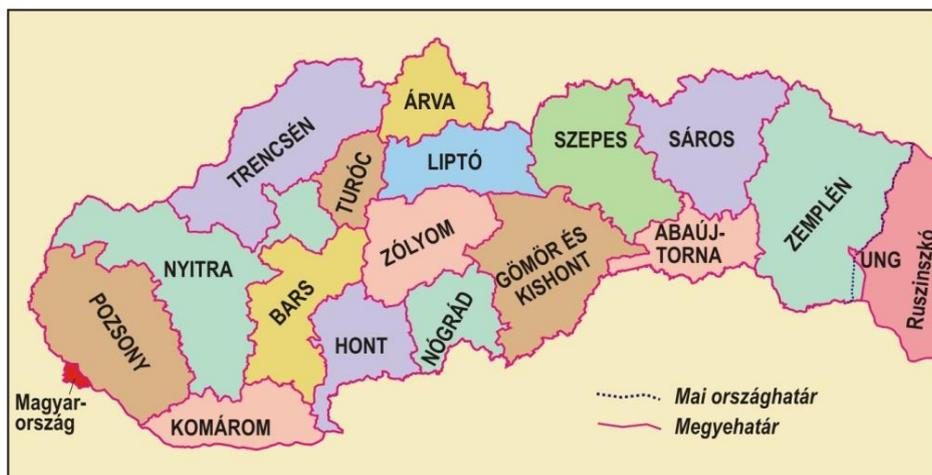 ÁRVA
TRENCSÉN
TURÓC
LIPTÓ
SZEPES
SÁROS
ZEMPLÉN
NYITRA
POZSONY
BARS
ZÓLYOM
GÖMÖR ÉS
KISHONT
ABAÚJ-
TORNA
UNG
Ruszinszkó
HONT
NÓGRÁD
KOMÁROM
Magyar-
ország
Mai országhatár
Megyehatár